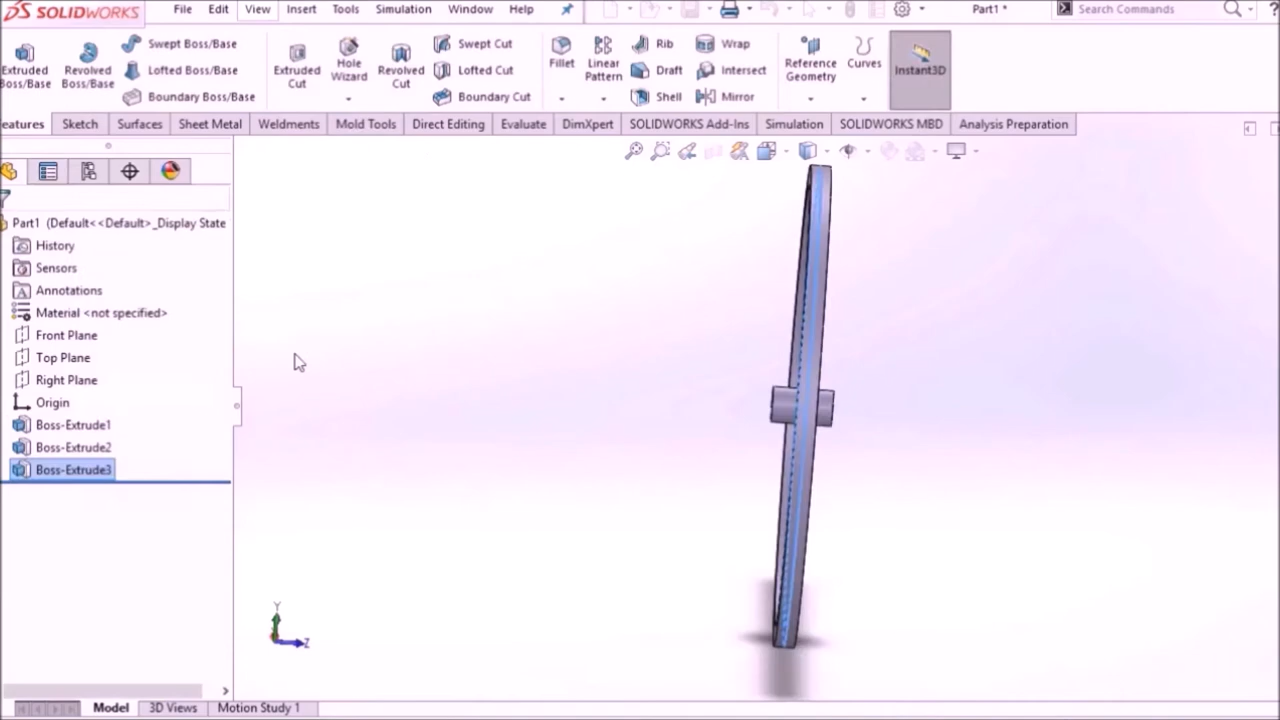 SOLIDWORKS File Edit View Insert Tools Simulation Window Help Part1 * Search Commands ?
Extruded Boss/Base
Revolved Boss/Base
Swept Boss/Base
Lofted Boss/Base
Boundary Boss/Base
Extruded Cut
Hole Wizard
Revolved Cut
Swept Cut
Lofted Cut
Boundary Cut
Fillet
Linear Pattern
Rib
Draft
Shell
Wrap
Intersect
Mirror
Reference Geometry
Curves
Instant3D
eatures Sketch Surfaces Sheet Metal Weldments Mold Tools Direct Editing Evaluate DimXpert SOLIDWORKS Add-Ins Simulation SOLIDWORKS MBD Analysis Preparation
Part1 (Default<<Default>_Display State
History
Sensors
Annotations
Material <not specified>
Front Plane
Top Plane
Right Plane
Origin
Boss-Extrude1
Boss-Extrude2
Boss-Extrude3
Y
Z
Model 3D Views Motion Study 1